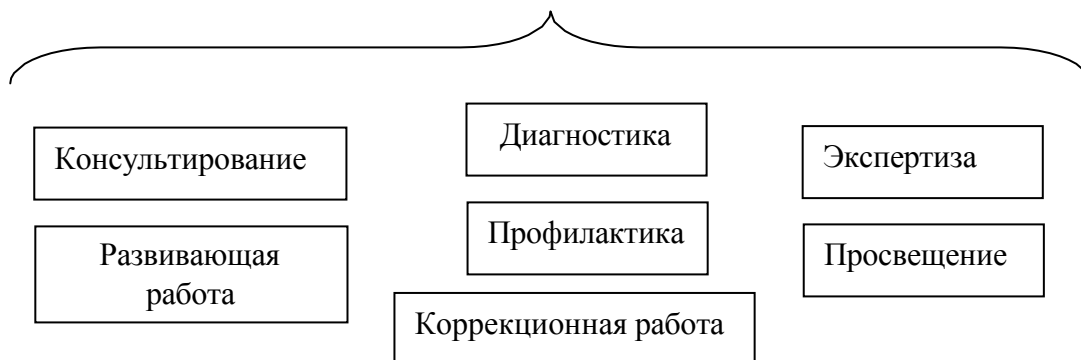 Консультирование
Диагностика
Экспертиза
Развивающая
работа
Профилактика
Просвещение
Коррекционная работа